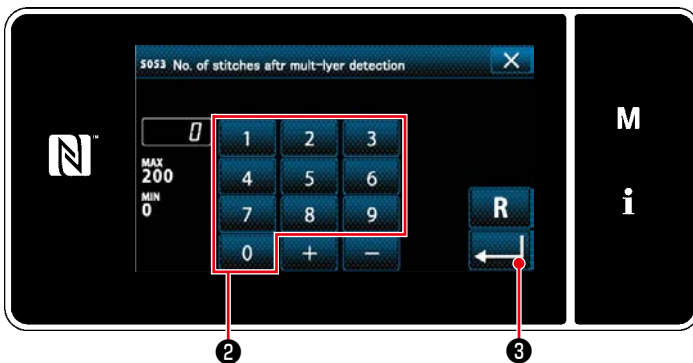 S053 No. of stitches aftr mult-lyer detection
0
MAX
200
MIN
0
1 2 3
4 5 6
7 8 9
0 + −
R
M
i
N™
❷
❸